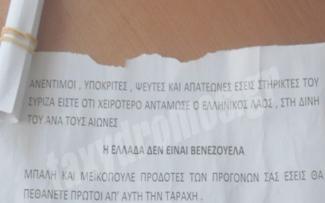 ΑΝΕΝΤΙΜΟΙ , ΥΠΟΚΡΙΤΕΣ , ΨΕΥΤΕΣ ΚΑΙ ΑΠΑΤΕΩΝΕΣ ΕΣΕΙΣ ΣΤΗΡΙΚΤΕΣ ΤΟΥ
ΣΥΡΙΖΑ ΕΙΣΤΕ ΟΤΙ ΧΕΙΡΟΤΕΡΟ ΑΝΤΑΜΩΣΕ Ο ΕΛΛΗΝΙΚΟΣ ΛΑΟΣ , ΣΤΗ ΔΙΝΗ
ΤΟΥ ΑΝΑ ΤΟΥΣ ΑΙΩΝΕΣ
Η ΕΛΛΑΔΑ ΔΕΝ ΕΙΝΑΙ ΒΕΝΕΖΟΥΕΛΑ
ΜΠΑΛΗ ΚΑΙ ΜΕΙΚΟΠΟΥΛΕ ΠΡΟΔΟΤΕΣ ΤΩΝ ΠΡΟΓΟΝΩΝ ΣΑΣ ΕΣΕΙΣ ΘΑ
ΠΕΘΑΝΕΤΕ ΠΡΩΤΟΙ ΑΠ' ΑΥΤΗ ΤΗΝ ΤΑΡΑΧΗ .